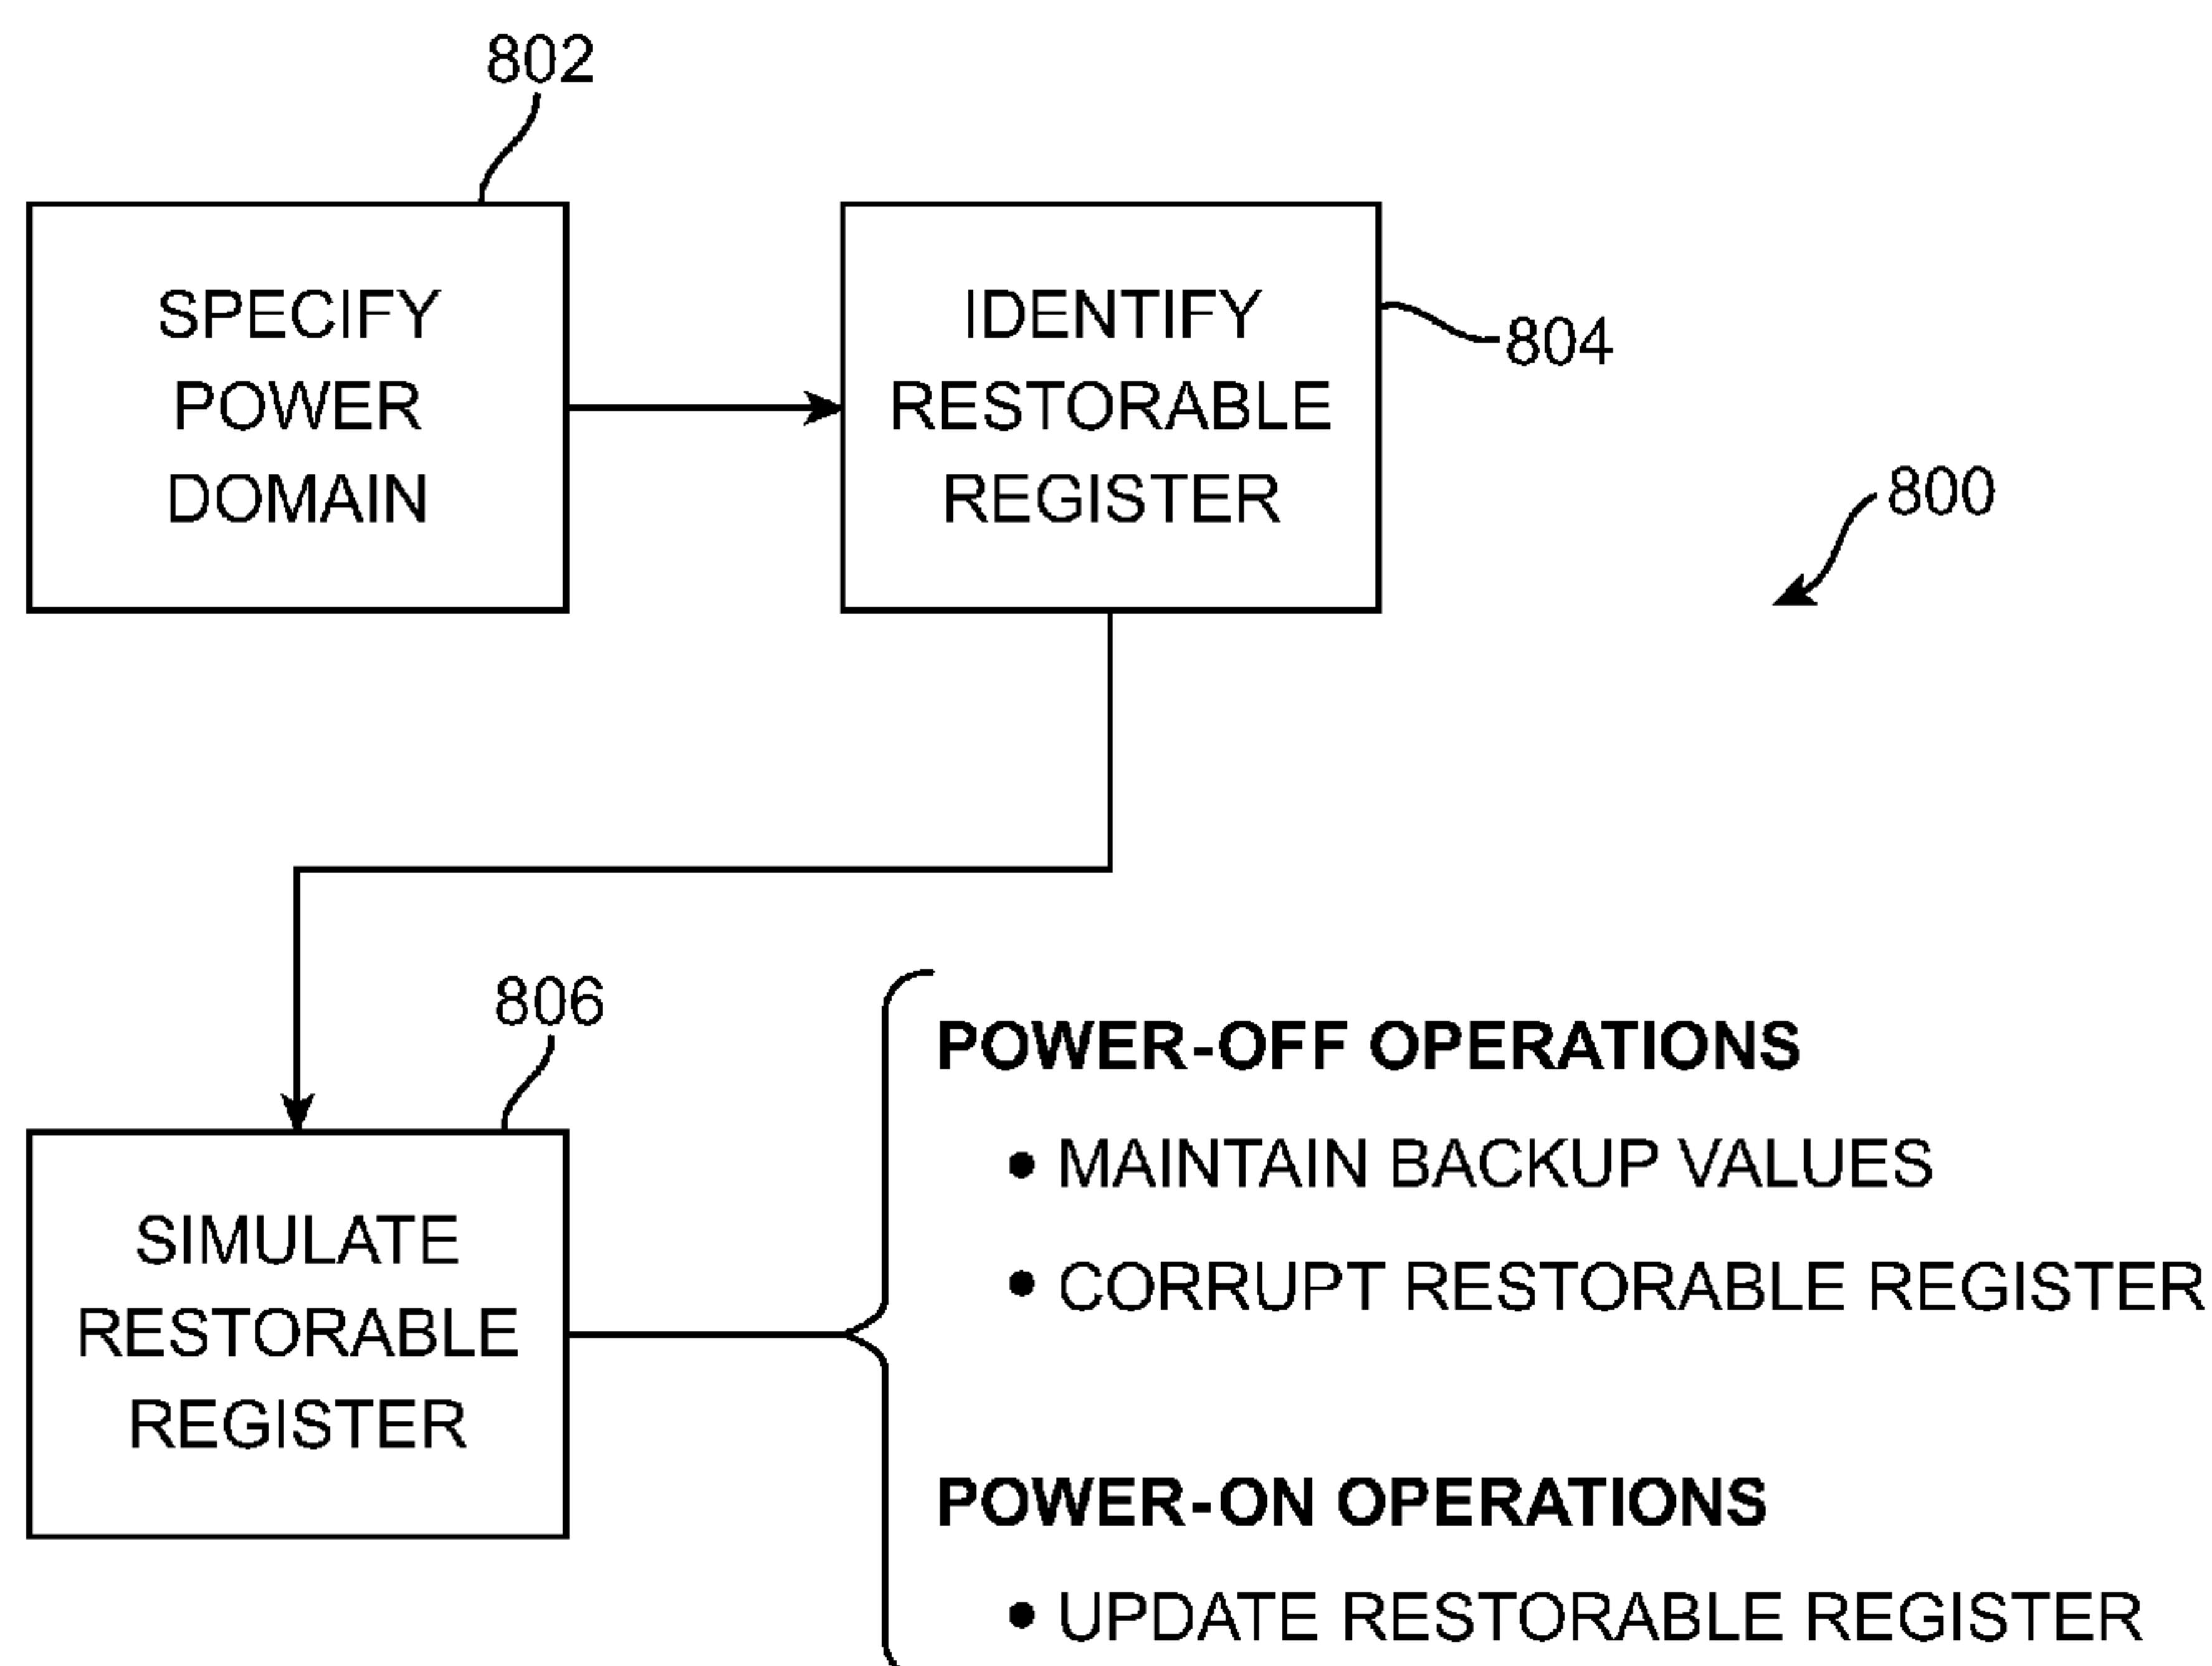 802
SPECIFY
POWER
DOMAIN
IDENTIFY
RESTORABLE
REGISTER
804
800
806
SIMULATE
RESTORABLE
REGISTER
POWER-OFF OPERATIONS
• MAINTAIN BACKUP VALUES
• CORRUPT RESTORABLE REGISTER
POWER-ON OPERATIONS
• UPDATE RESTORABLE REGISTER